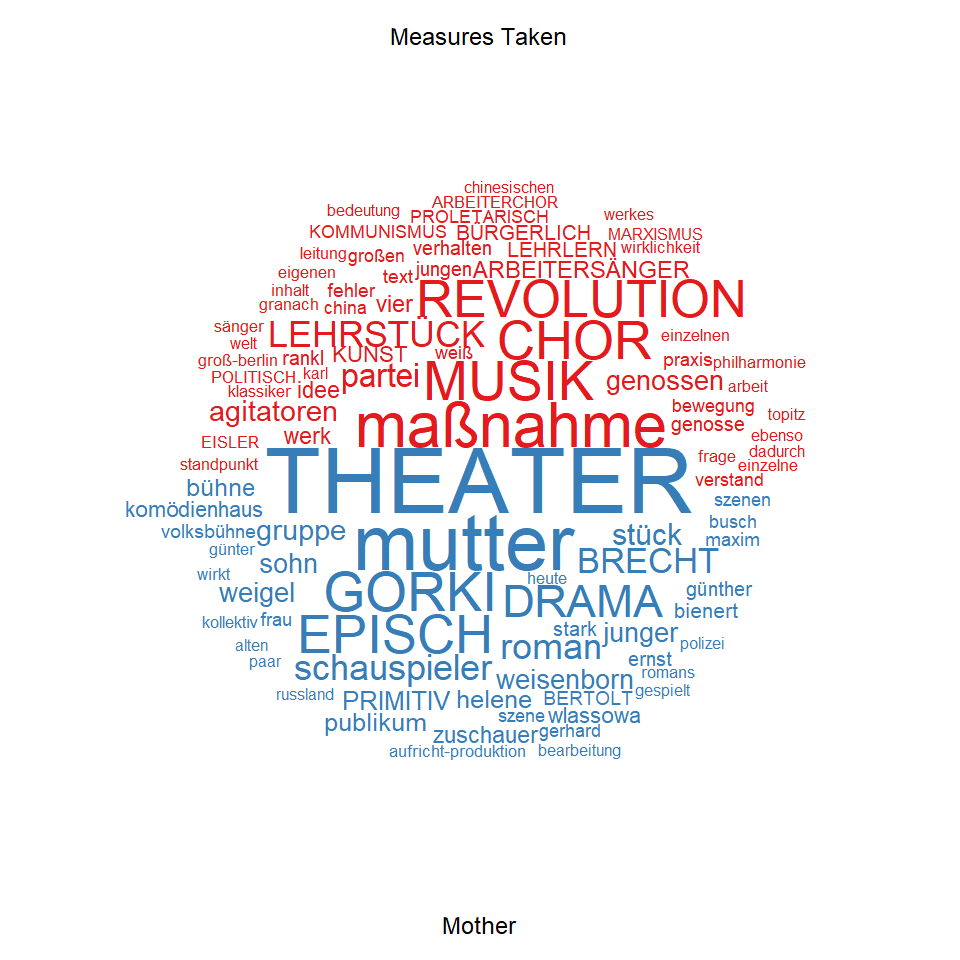 Measures Taken
chinesischen
ARBEITERCHOR
bedeutung PROLETARISCH werkes
KOMMUNISMUS BÜRGERLICH MARXISMUS
leitung großen verhalten LEHRLERN wirklichkeit
eigenen text jungen ARBEITERSÄNGER
inhalt fehler REVOLUTION
granach china vier
sänger LEHRSTÜCK CHOR einzelnen
welt
groß-berlin rankl KUNST weiß praxis philharmonie
POLITISCH karl partei MUSIK genossen arbeit
klassiker idee
agitatoren maßnahme bewegung topitz
EISLER werk genosse ebenso
standpunkt THEATER frage dadurch
einzelne
bühne verstand
komödienhaus szenen
volksbühne gruppe mutter stück busch
günter maxim
sohn BRECHT
wirkt heute
weigel GORKI DRAMA günther
kollektiv frau bienert
alten EPISCH stark junger polizei
paar schauspieler roman ernst
weisenborn romans
russland PRIMITIV helene BERTOLT gespielt
publikum szene wlassowa
zuschauer gerhard
aufricht-produktion bearbeitung
Mother